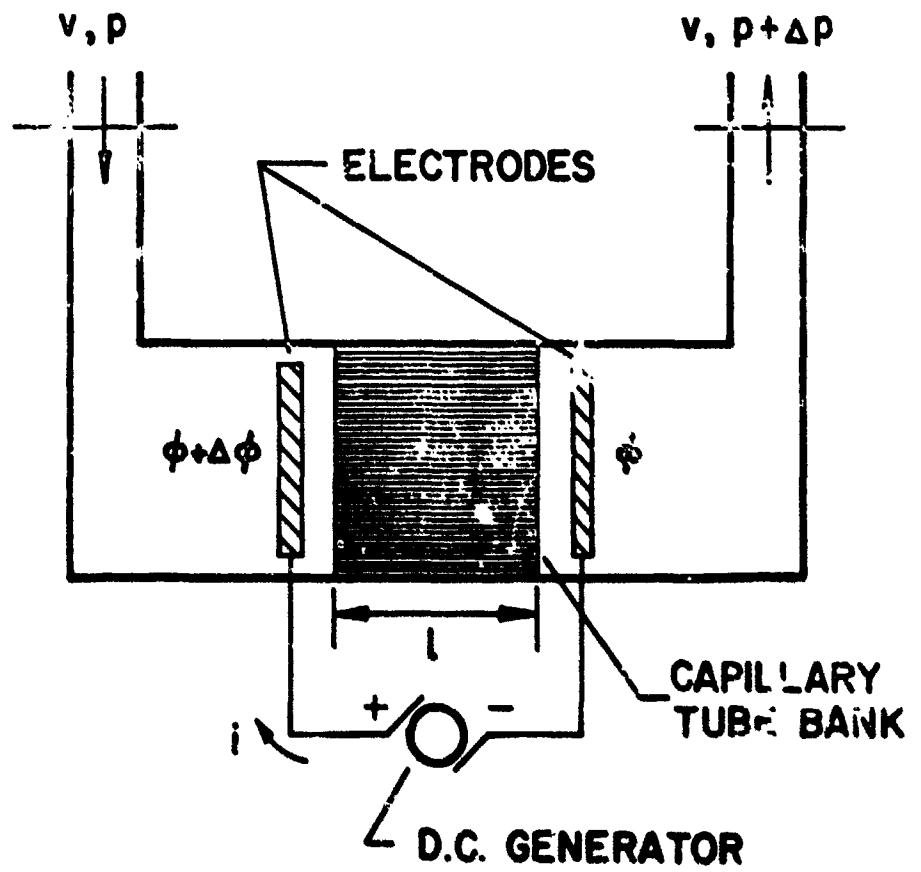 v, p
v, p+Δp
ELECTRODES
ϕ+Δϕ
ϕ
l
CAPILLARY
TUBE BANK
+
−
i
D.C. GENERATOR